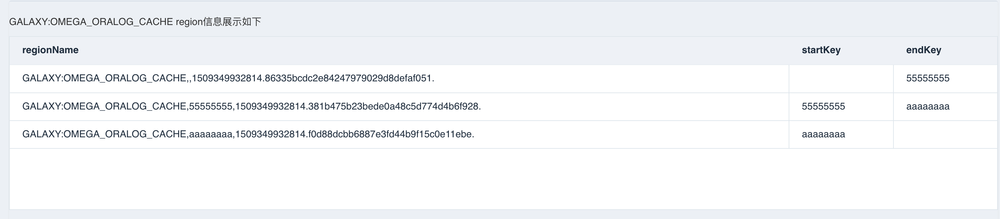 GALAXY:OMEGA_ORALOG_CACHE region信息展示如下
regionName startKey endKey
GALAXY:OMEGA_ORALOG_CACHE,,1509349932814.86335bcdc2e84247979029d8defaf051. 55555555
GALAXY:OMEGA_ORALOG_CACHE,55555555,1509349932814.381b475b23bede0a48c5d774d4b6f928. 55555555 aaaaaaaa
GALAXY:OMEGA_ORALOG_CACHE,aaaaaaaa,1509349932814.f0d88dcbb6887e3fd44b9f15c0e11ebe. aaaaaaaa